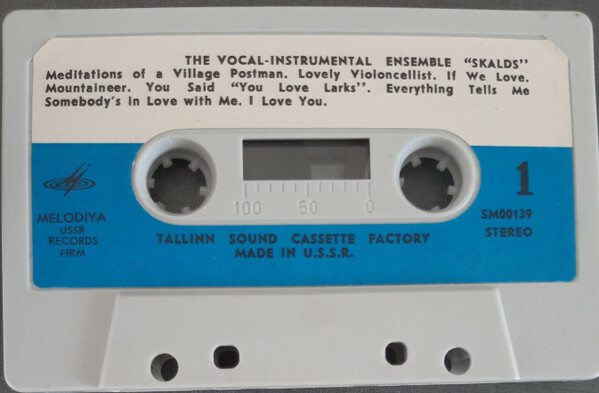 THE VOCAL-INSTRUMENTAL ENSEMBLE "SKALDS"
Meditations of a Village Postman. Lovely Violoncellist. If We Love.
Mountaineer. You Said "You Love Larks". Everything Tells Me
Somebody's in Love with Me. I Love You.
1
MELODIYA
USSR
RECORDS
FIRM
100 50 0
SM00139
STEREO
TALLINN SOUND CASSETTE FACTORY
MADE IN U.S.S.R.